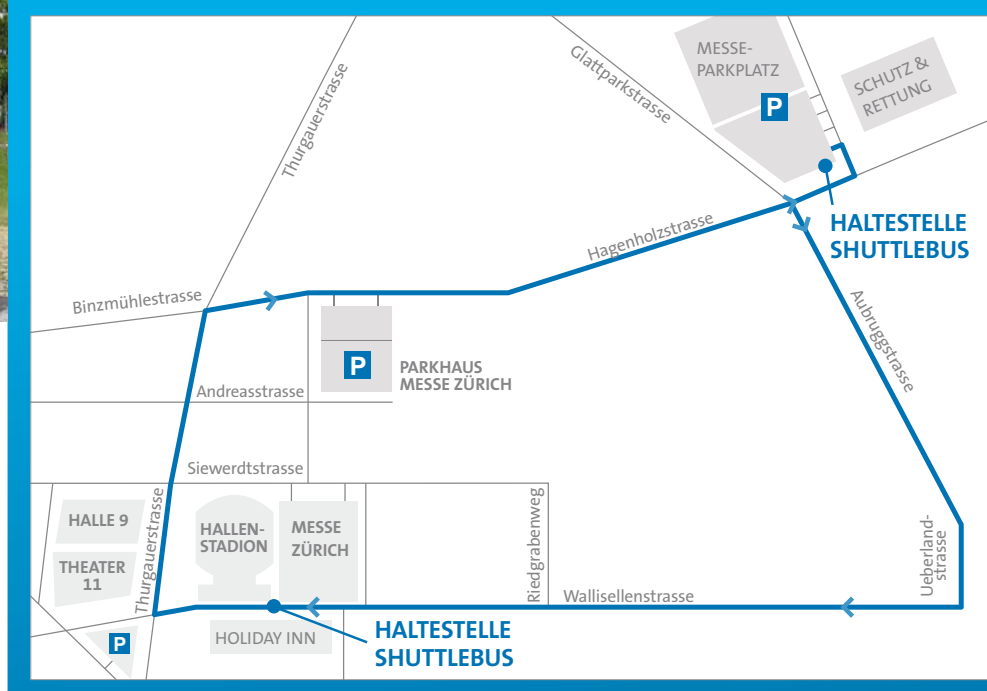 MESSE-
PARKPLATZ
P
SCHUTZ &
RETTUNG
Glattparkstrasse
Thurgauerstrasse
HALTESTELLE
SHUTTLEBUS
Hagenholzstrasse
Binzmühlestrasse
Aubruggstrasse
P
PARKHAUS
MESSE ZÜRICH
Andreasstrasse
Siewerdtstrasse
HALLE 9
THEATER
11
Thurgauerstrasse
HALLEN-
STADION
MESSE
ZÜRICH
Riedgrabenweg
Ueberland-
strasse
Wallisellenstrasse
P
HOLIDAY INN
HALTESTELLE
SHUTTLEBUS